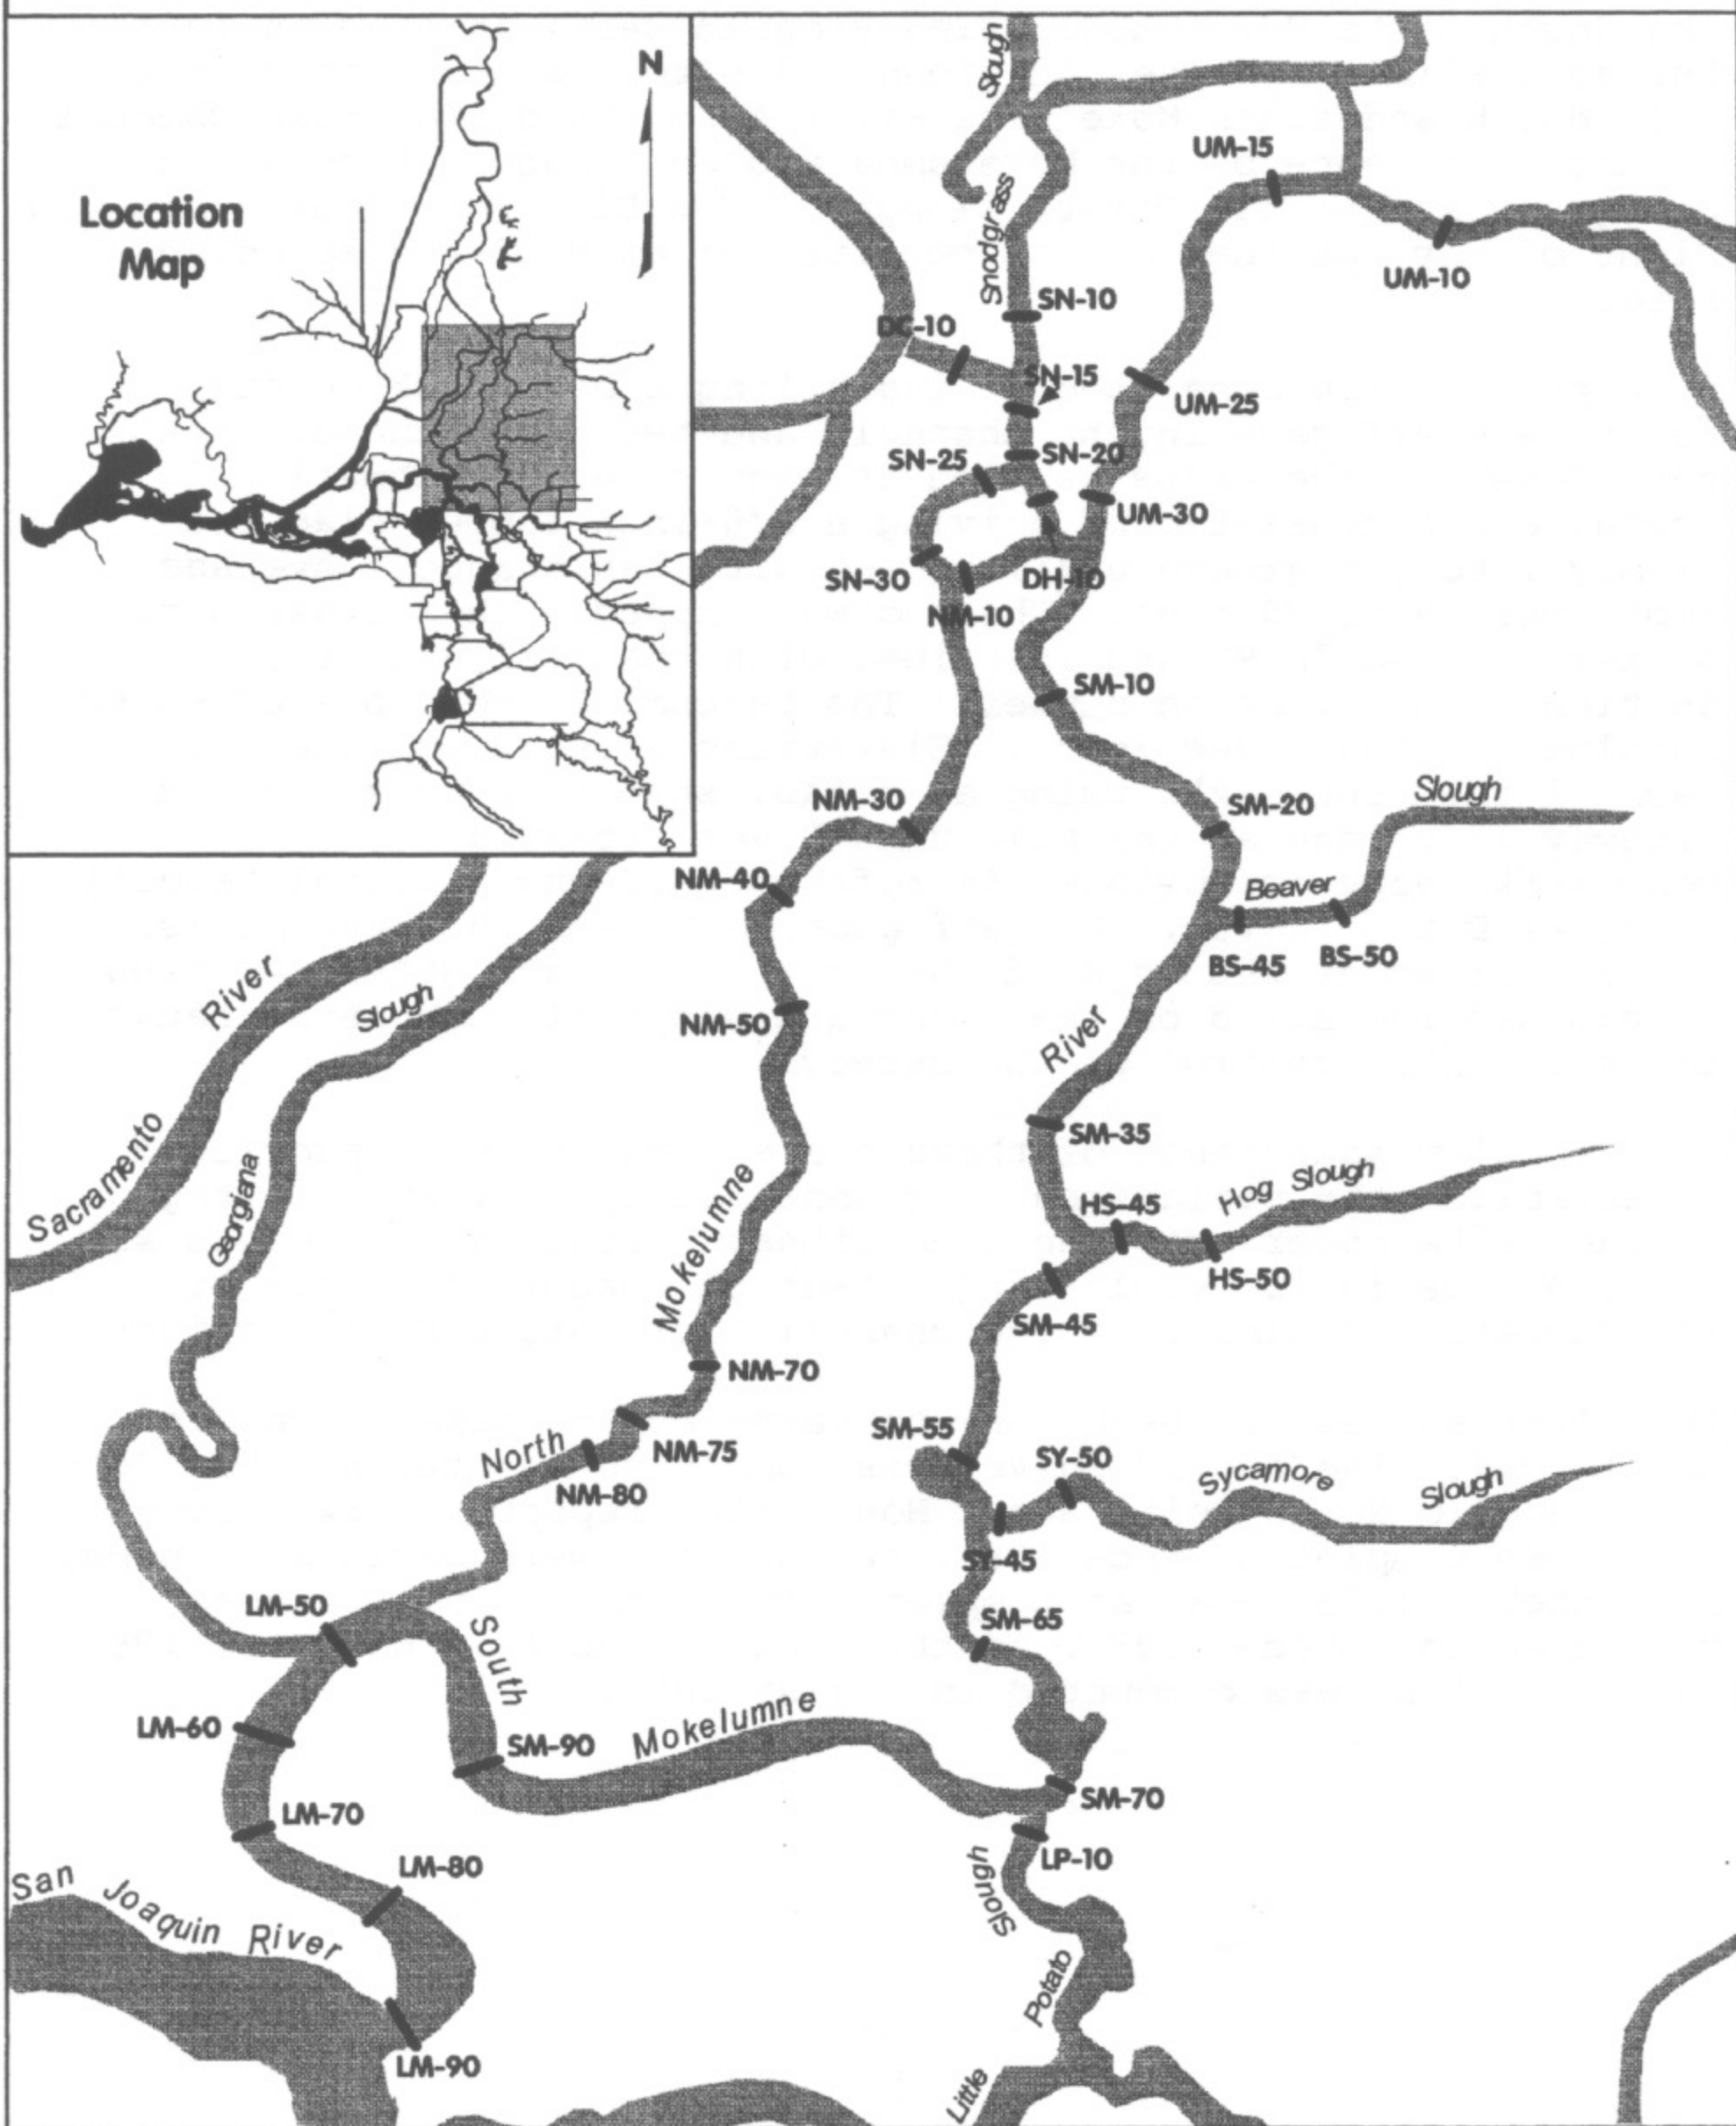 Location
Map
N
Slough
Snodgrass
UM-15
UM-10
SN-10
DC-10
SN-15
UM-25
SN-25
SN-20
UM-30
SN-30
DH-10
NM-10
SM-10
NM-30
SM-20
Slough
NM-40
Beaver
BS-45
BS-50
River
Slough
NM-50
River
SM-35
Sacramento
Georgiana
Mokelumne
HS-45
Hog Slough
HS-50
SM-45
NM-70
SM-55
SY-50
Sycamore
Slough
North
NM-75
NM-80
SY-45
LM-50
SM-65
South
LM-60
SM-90
Mokelumne
SM-70
LM-70
LP-10
LM-80
Slough
San Joaquin River
Potato
LM-90
Little